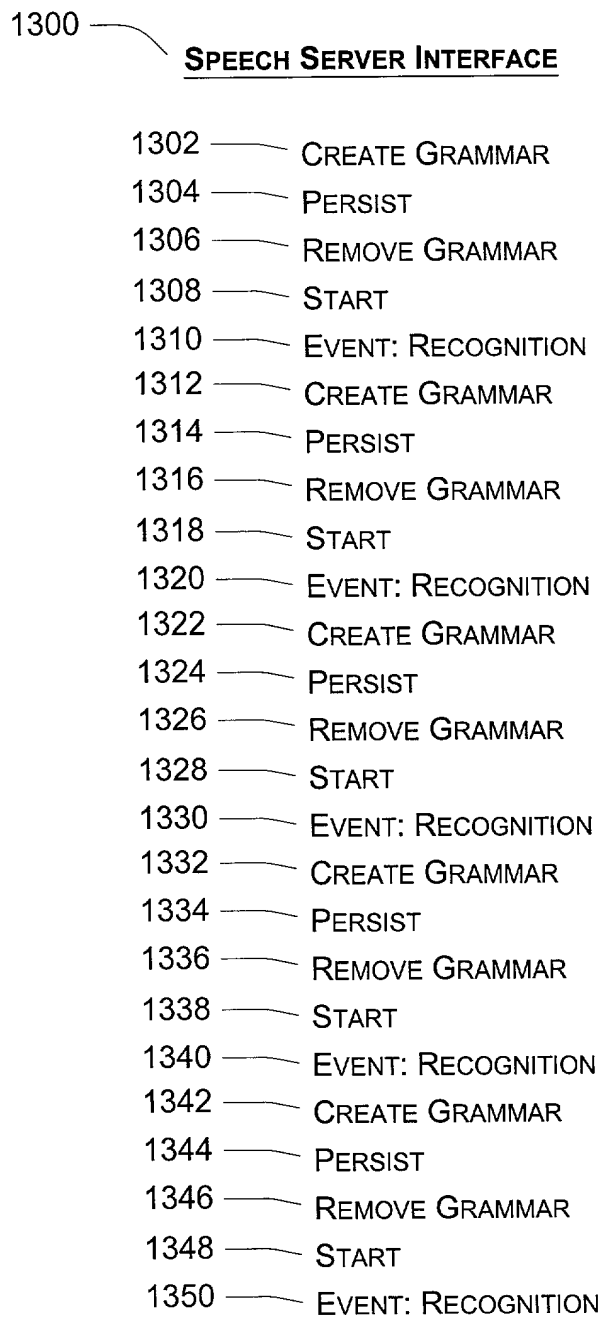 1300
SPEECH SERVER INTERFACE
1302 CREATE GRAMMAR
1304 PERSIST
1306 REMOVE GRAMMAR
1308 START
1310 EVENT: RECOGNITION
1312 CREATE GRAMMAR
1314 PERSIST
1316 REMOVE GRAMMAR
1318 START
1320 EVENT: RECOGNITION
1322 CREATE GRAMMAR
1324 PERSIST
1326 REMOVE GRAMMAR
1328 START
1330 EVENT: RECOGNITION
1332 CREATE GRAMMAR
1334 PERSIST
1336 REMOVE GRAMMAR
1338 START
1340 EVENT: RECOGNITION
1342 CREATE GRAMMAR
1344 PERSIST
1346 REMOVE GRAMMAR
1348 START
1350 EVENT: RECOGNITION